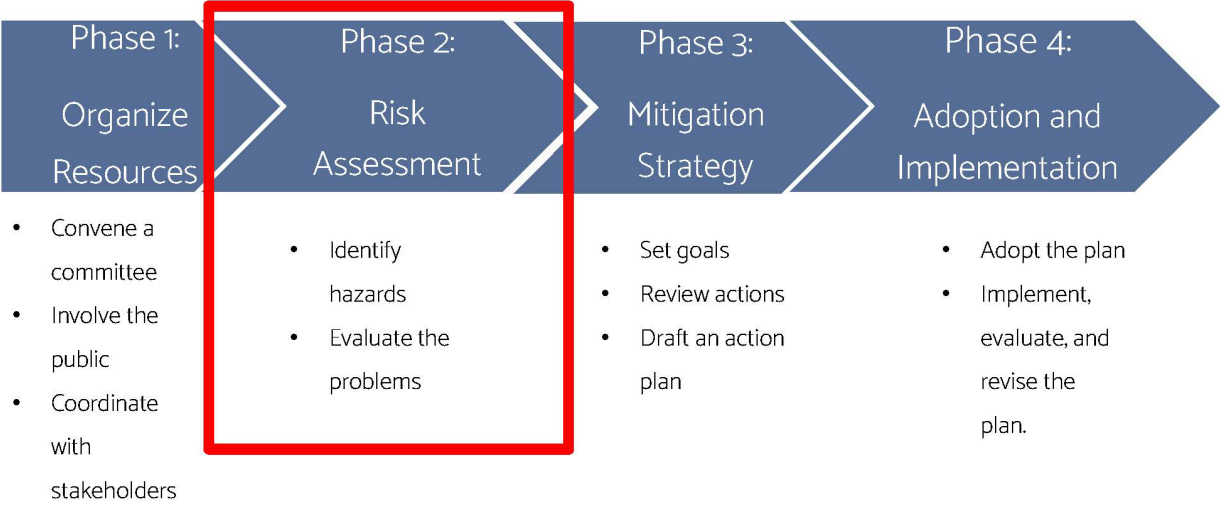 Phase 1:
Organize
Resources
• Convene a
committee
• Involve the
public
• Coordinate
with
stakeholders
Phase 2:
Risk
Assessment
• Identify
hazards
• Evaluate the
problems
Phase 3:
Mitigation
Strategy
• Set goals
• Review actions
• Draft an action
plan
Phase 4:
Adoption and
Implementation
• Adopt the plan
• Implement,
evaluate, and
revise the
plan.